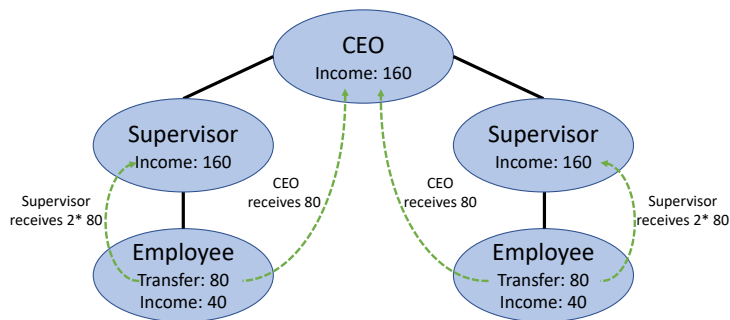 CEO
Income: 160
Supervisor
Income: 160
Supervisor
Income: 160
Supervisor
receives 2* 80
CEO
receives 80
CEO
receives 80
Supervisor
receives 2* 80
Employee
Transfer: 80
Income: 40
Employee
Transfer: 80
Income: 40